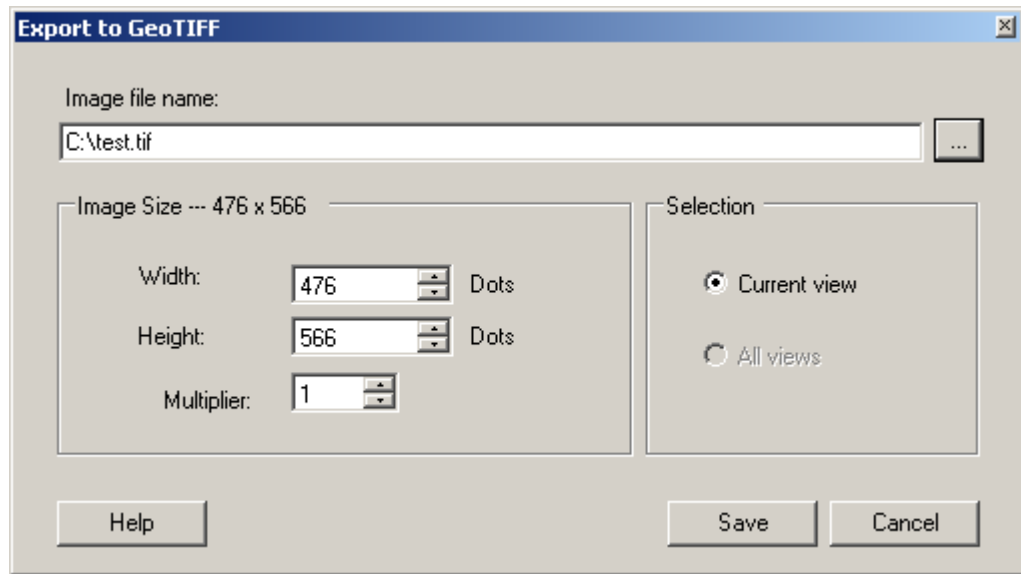 Export to GeoTIFF
Image file name:
C:\test.tif
...
Image Size --- 476 x 566
Width:
476
Dots
Height:
566
Dots
Multiplier:
1
Selection
Current view
All views
Help
Save
Cancel